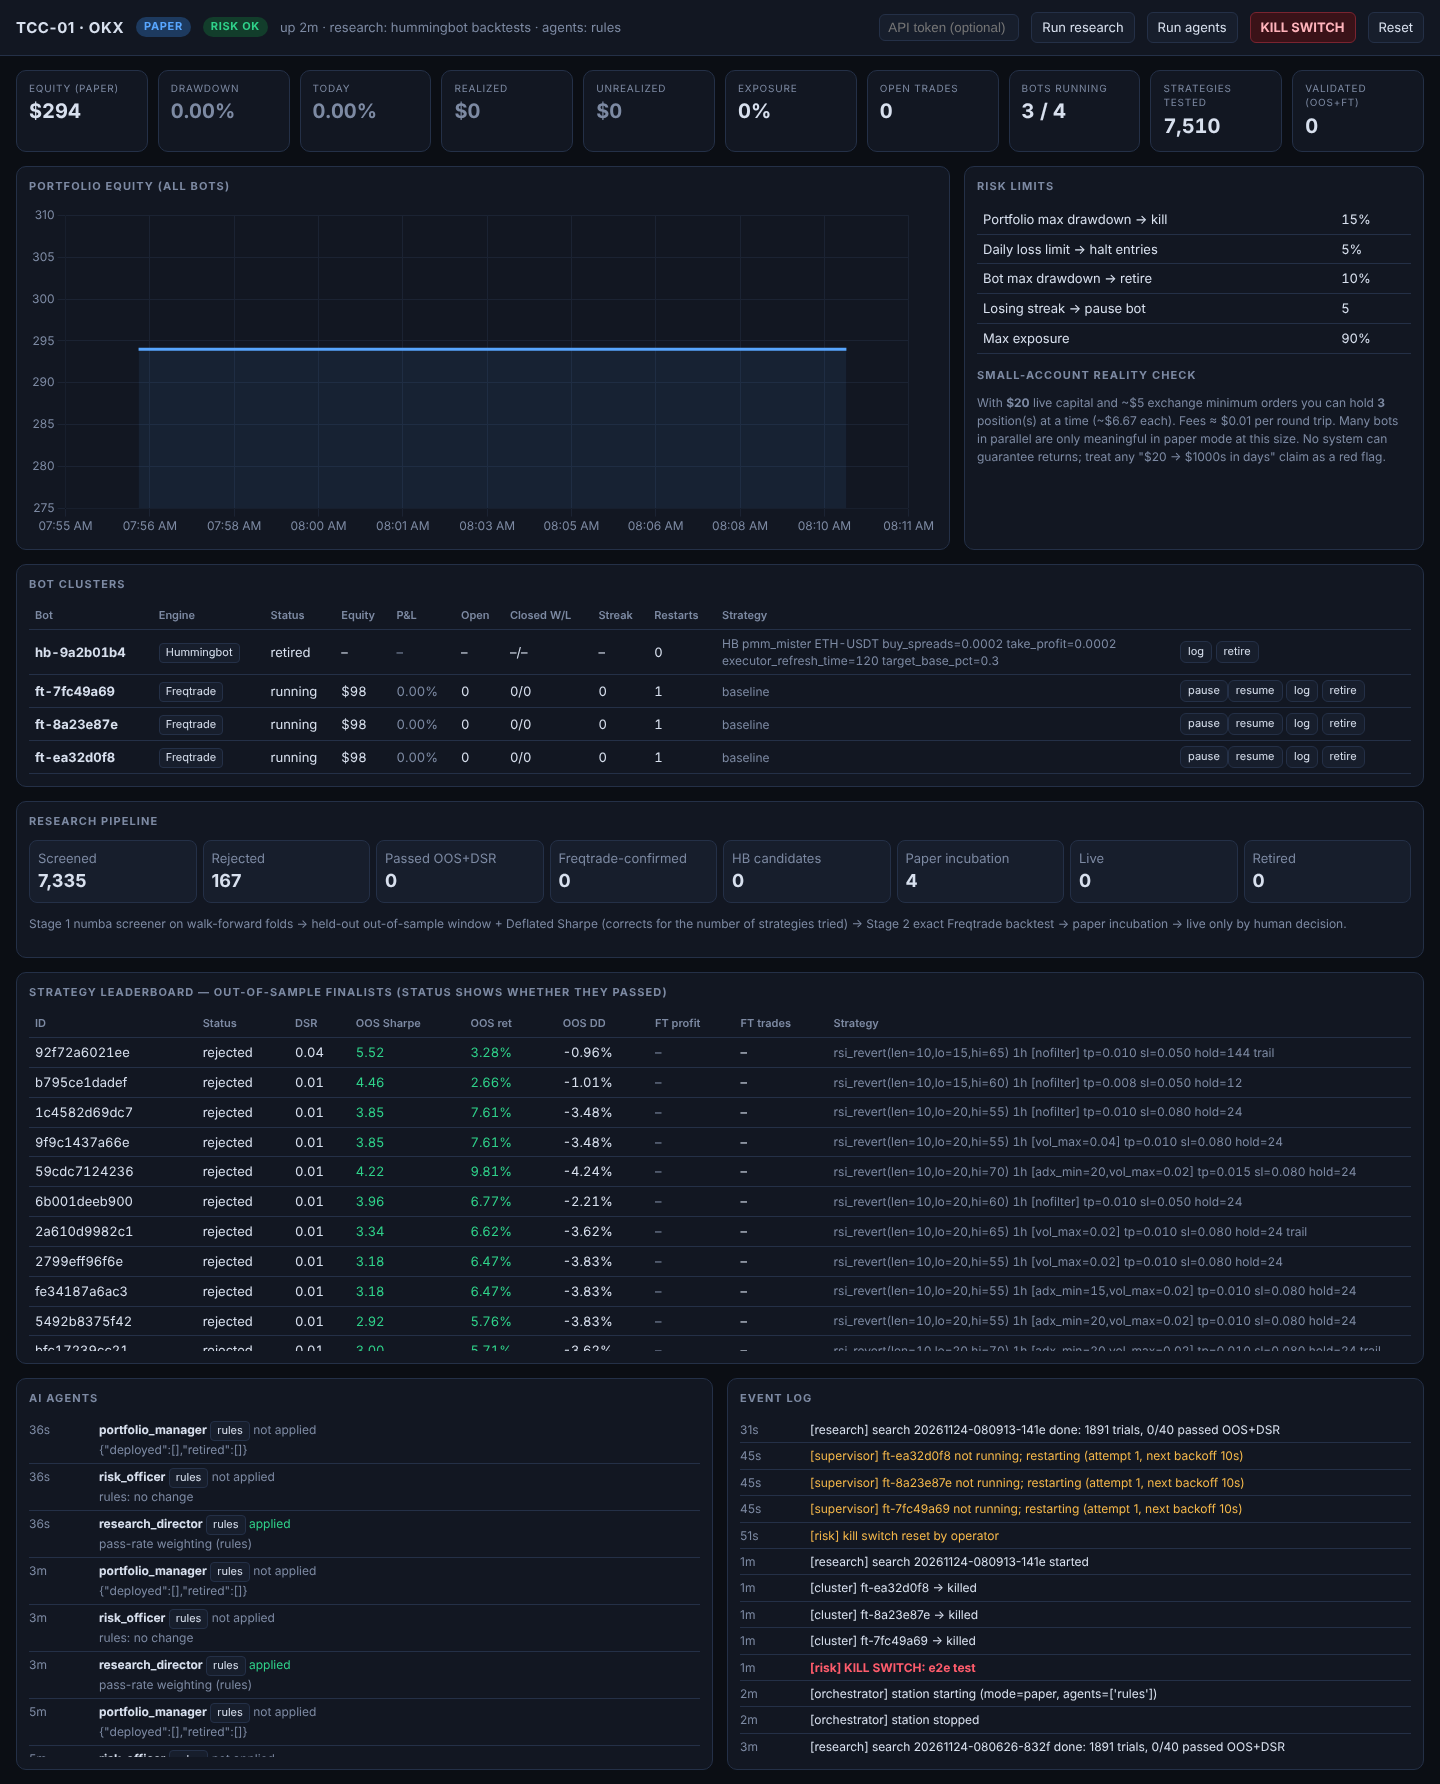 TCC-01 · OKX PAPER RISK OK up 2m · research: hummingbot backtests · agents: rules API token (optional) Run research Run agents KILL SWITCH Reset
EQUITY (PAPER) DRAWDOWN TODAY REALIZED UNREALIZED EXPOSURE OPEN TRADES BOTS RUNNING STRATEGIES TESTED VALIDATED (OOS+FT)
$294 0.00% 0.00% $0 $0 0% 0 3 / 4 7,510 0
PORTFOLIO EQUITY (ALL BOTS)
310
305
300
295
290
285
280
275
07:55 AM 07:56 AM 07:58 AM 08:00 AM 08:01 AM 08:03 AM 08:05 AM 08:06 AM 08:08 AM 08:10 AM 08:11 AM
RISK LIMITS
Portfolio max drawdown → kill 15%
Daily loss limit → halt entries 5%
Bot max drawdown → retire 10%
Losing streak → pause bot 5
Max exposure 90%
SMALL-ACCOUNT REALITY CHECK
With $20 live capital and ~$5 exchange minimum orders you can hold 3
position(s) at a time (~$6.67 each). Fees ≈ $0.01 per round trip. Many bots
in parallel are only meaningful in paper mode at this size. No system can
guarantee returns; treat any "$20 → $1000s in days" claim as a red flag.
BOT CLUSTERS
Bot Engine Status Equity P&L Open Closed W/L Streak Restarts Strategy
hb-9a2b01b4 Hummingbot retired – – – –/– – 0 HB pmm_mister ETH-USDT buy_spreads=0.0002 take_profit=0.0002
executor_refresh_time=120 target_base_pct=0.3 log retire
ft-7fc49a69 Freqtrade running $98 0.00% 0 0/0 0 1 baseline pause resume log retire
ft-8a23e87e Freqtrade running $98 0.00% 0 0/0 0 1 baseline pause resume log retire
ft-ea32d0f8 Freqtrade running $98 0.00% 0 0/0 0 1 baseline pause resume log retire
RESEARCH PIPELINE
Screened Rejected Passed OOS+DSR Freqtrade-confirmed HB candidates Paper incubation Live Retired
7,335 167 0 0 0 4 0 0
Stage 1 numba screener on walk-forward folds → held-out out-of-sample window + Deflated Sharpe (corrects for the number of strategies tried) → Stage 2 exact Freqtrade backtest → paper incubation → live only by human decision.
STRATEGY LEADERBOARD — OUT-OF-SAMPLE FINALISTS (STATUS SHOWS WHETHER THEY PASSED)
ID Status DSR OOS Sharpe OOS ret OOS DD FT profit FT trades Strategy
92f72a6021ee rejected 0.04 5.52 3.28% -0.96% – – rsi_revert(len=10,lo=15,hi=65) 1h [nofilter] tp=0.010 sl=0.050 hold=144 trail
b795ce1dadef rejected 0.01 4.46 2.66% -1.01% – – rsi_revert(len=10,lo=15,hi=60) 1h [nofilter] tp=0.008 sl=0.050 hold=12
1c4582d69dc7 rejected 0.01 3.85 7.61% -3.48% – – rsi_revert(len=10,lo=20,hi=55) 1h [nofilter] tp=0.010 sl=0.080 hold=24
9f9c1437a66e rejected 0.01 3.85 7.61% -3.48% – – rsi_revert(len=10,lo=20,hi=55) 1h [vol_max=0.04] tp=0.010 sl=0.080 hold=24
59cdc7124236 rejected 0.01 4.22 9.81% -4.24% – – rsi_revert(len=10,lo=20,hi=70) 1h [adx_min=20,vol_max=0.02] tp=0.015 sl=0.080 hold=24
6b001deeb900 rejected 0.01 3.96 6.77% -2.21% – – rsi_revert(len=10,lo=20,hi=60) 1h [nofilter] tp=0.010 sl=0.050 hold=24
2a610d9982c1 rejected 0.01 3.34 6.62% -3.62% – – rsi_revert(len=10,lo=20,hi=65) 1h [vol_max=0.02] tp=0.010 sl=0.080 hold=24 trail
2799eff96f6e rejected 0.01 3.18 6.47% -3.83% – – rsi_revert(len=10,lo=20,hi=55) 1h [vol_max=0.02] tp=0.010 sl=0.080 hold=24
fe34187a6ac3 rejected 0.01 3.18 6.47% -3.83% – – rsi_revert(len=10,lo=20,hi=55) 1h [adx_min=15,vol_max=0.02] tp=0.010 sl=0.080 hold=24
5492b8375f42 rejected 0.01 2.92 5.76% -3.83% – – rsi_revert(len=10,lo=20,hi=55) 1h [adx_min=20,vol_max=0.02] tp=0.010 sl=0.080 hold=24
bfc17239cc21 rejected 0.01 3.00 5.71% -3.62% – – rsi_revert(len=10,lo=20,hi=70) 1h [adx_min=20,vol_max=0.02] tp=0.010 sl=0.080 hold=24 trail
AI AGENTS
36s portfolio_manager rules not applied
{"deployed":[],"retired":[]}
36s risk_officer rules not applied
rules: no change
36s research_director rules applied
pass-rate weighting (rules)
3m portfolio_manager rules not applied
{"deployed":[],"retired":[]}
3m risk_officer rules not applied
rules: no change
3m research_director rules applied
pass-rate weighting (rules)
5m portfolio_manager rules not applied
{"deployed":[],"retired":[]}
5m risk_officer rules not applied
EVENT LOG
31s [research] search 20261124-080913-141e done: 1891 trials, 0/40 passed OOS+DSR
45s [supervisor] ft-ea32d0f8 not running; restarting (attempt 1, next backoff 10s)
45s [supervisor] ft-8a23e87e not running; restarting (attempt 1, next backoff 10s)
45s [supervisor] ft-7fc49a69 not running; restarting (attempt 1, next backoff 10s)
51s [risk] kill switch reset by operator
1m [research] search 20261124-080913-141e started
1m [cluster] ft-ea32d0f8 → killed
1m [cluster] ft-8a23e87e → killed
1m [cluster] ft-7fc49a69 → killed
1m [risk] KILL SWITCH: e2e test
2m [orchestrator] station starting (mode=paper, agents=['rules'])
2m [orchestrator] station stopped
3m [research] search 20261124-080626-832f done: 1891 trials, 0/40 passed OOS+DSR